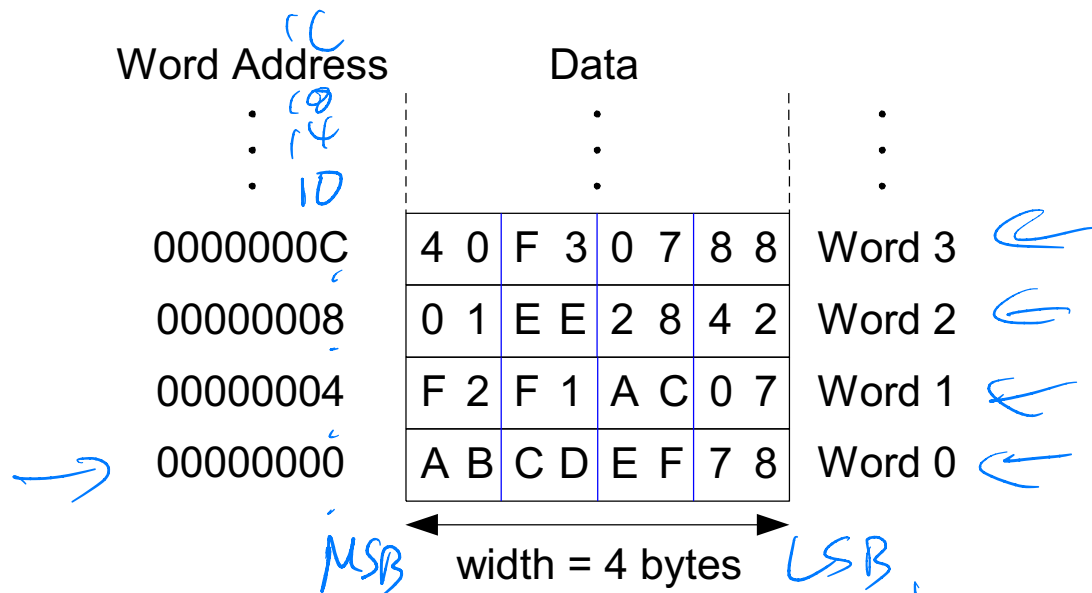 1C
Word Address Data
18
14
10
0000000C 4 0 F 3 0 7 8 8 Word 3
00000008 0 1 E E 2 8 4 2 Word 2
00000004 F 2 F 1 A C 0 7 Word 1
00000000 A B C D E F 7 8 Word 0
MSB width = 4 bytes LSB